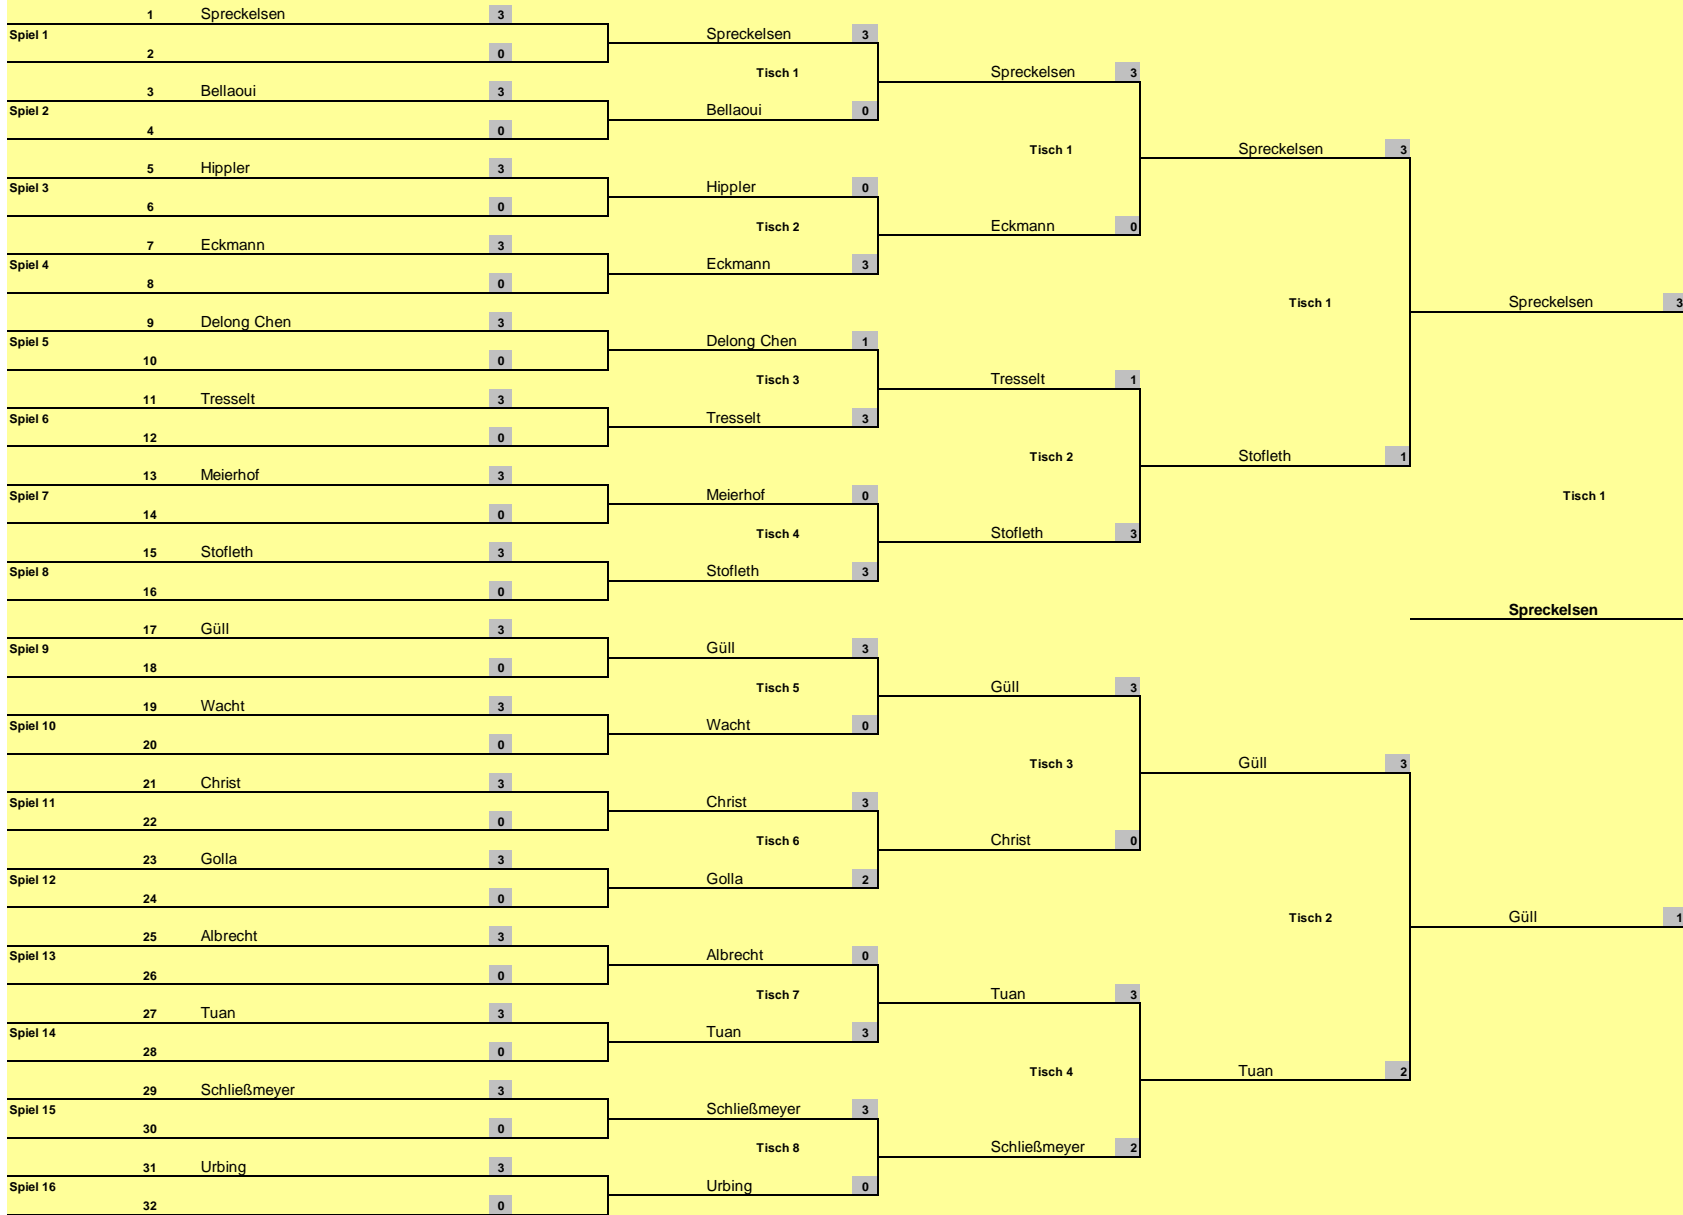 1 Spreckelsen 3
Spiel 1 Spreckelsen 3
2 0
Tisch 1 Spreckelsen 3
3 Bellaoui 3
Spiel 2 Bellaoui 0
4 0
Tisch 1 Spreckelsen 3
5 Hippler 3
Spiel 3 Hippler 0
6 0
Tisch 2 Eckmann 0
7 Eckmann 3
Spiel 4 Eckmann 3
8 0
Tisch 1 Spreckelsen 3
9 Delong Chen 3
Spiel 5 Delong Chen 1
10 0
Tisch 3 Tresselt 1
11 Tresselt 3
Spiel 6 Tresselt 3
12 0
Tisch 2 Stofleth 1
13 Meierhof 3
Spiel 7 Meierhof 0 Tisch 1
14 0
Tisch 4 Stofleth 3
15 Stofleth 3
Spiel 8 Stofleth 3
16 0
Spreckelsen
17 Güll 3
Spiel 9 Güll 3
18 0
Tisch 5 Güll 3
19 Wacht 3
Spiel 10 Wacht 0
20 0
Tisch 3 Güll 3
21 Christ 3
Spiel 11 Christ 3
22 0
Tisch 6 Christ 0
23 Golla 3
Spiel 12 Golla 2
24 0
Tisch 2 Güll 1
25 Albrecht 3
Spiel 13 Albrecht 0
26 0
Tisch 7 Tuan 3
27 Tuan 3
Spiel 14 Tuan 3
28 0
Tisch 4 Tuan 2
29 Schließmeyer 3
Spiel 15 Schließmeyer 3
30 0
Tisch 8 Schließmeyer 2
31 Urbing 3
Spiel 16 Urbing 0
32 0